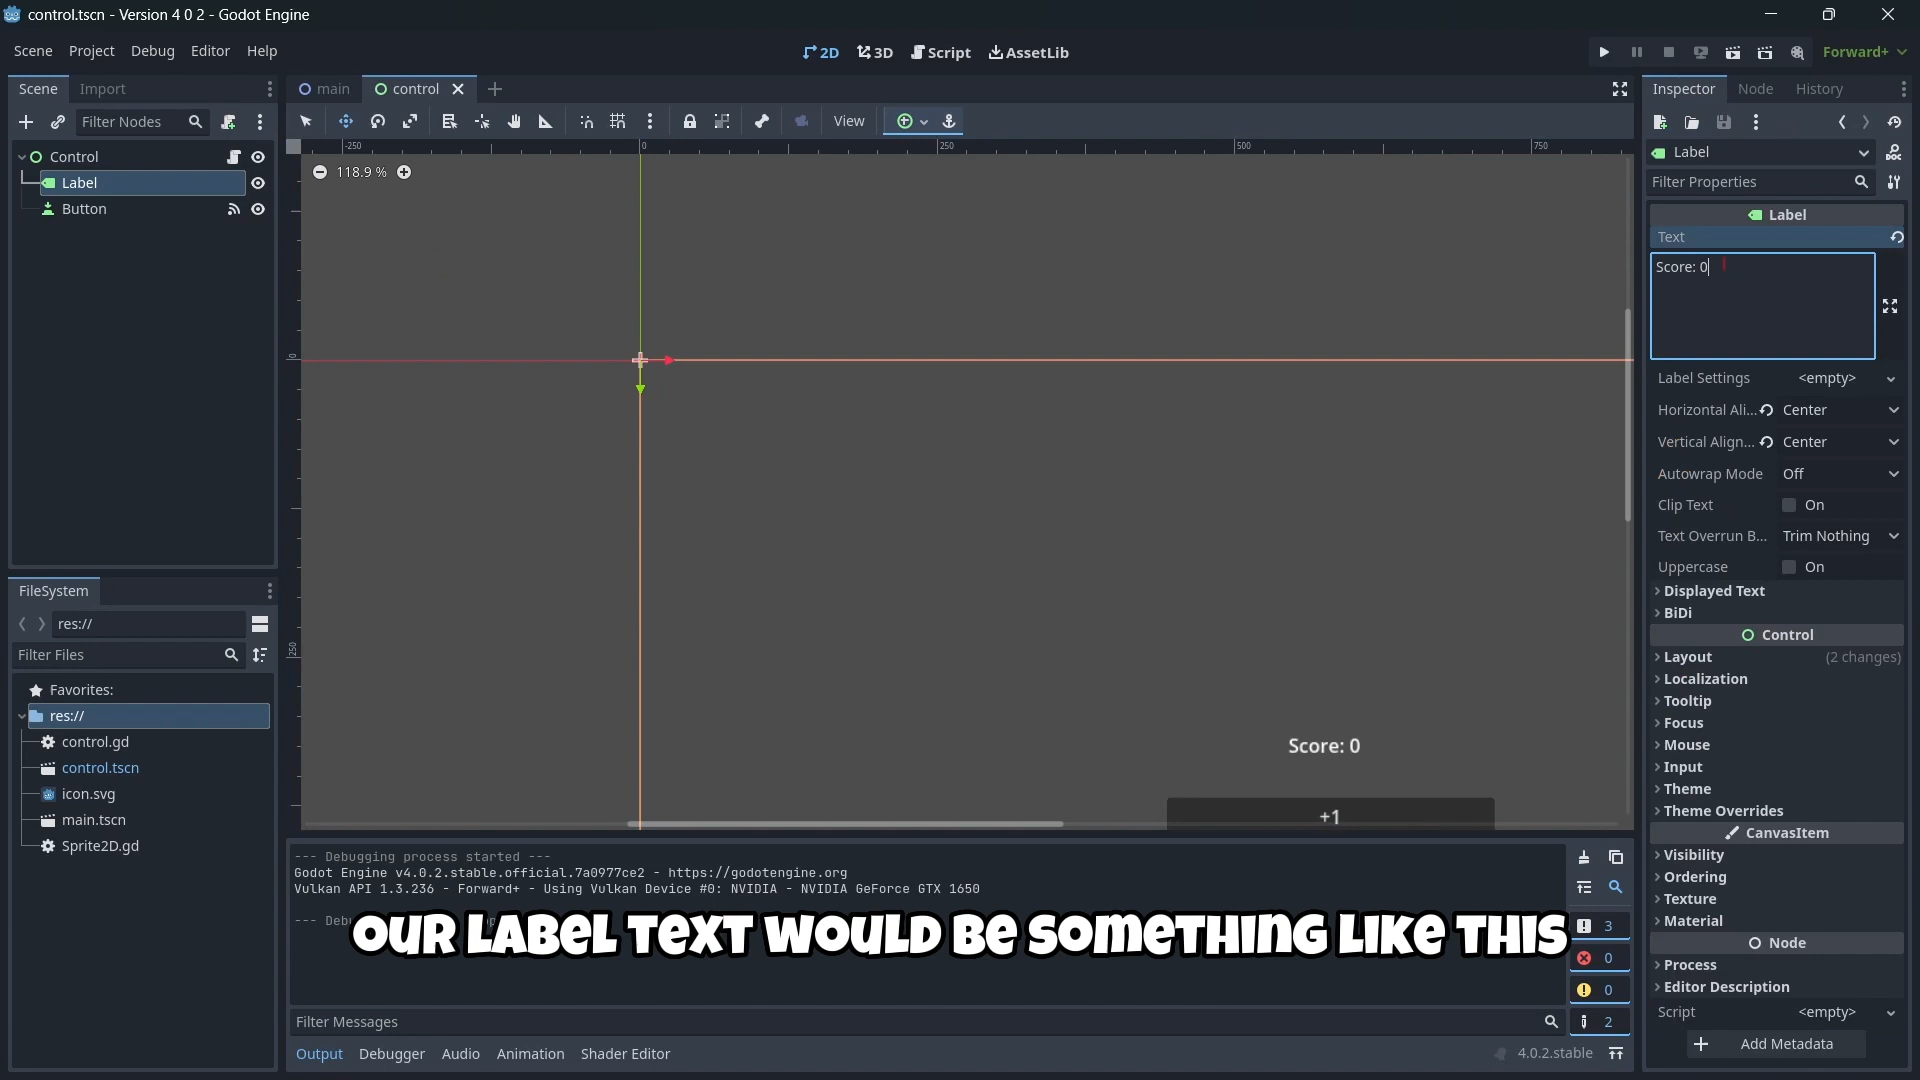 control.tscn - Version 4 0 2 - Godot Engine
Scene Project Debug Editor Help
2D 3D Script AssetLib
Forward+
Scene Import
main control
Inspector Node History
Filter Nodes
View
Control
Label
Button
-250 0 250 500 750
118.9 %
0
250
Label
DOC
Filter Properties
Label
Text
Score: 0
Label Settings <empty>
Horizontal Ali... Center
Vertical Align... Center
Autowrap Mode Off
Clip Text On
Text Overrun B... Trim Nothing
Uppercase On
Displayed Text
BiDi
Control
Layout (2 changes)
Localization
Tooltip
Focus
Mouse
Input
Theme
Theme Overrides
CanvasItem
Visibility
Ordering
Texture
Material
Node
Process
Editor Description
Script <empty>
Add Metadata
FileSystem
res://
Filter Files
Favorites:
res://
control.gd
control.tscn
icon.svg
main.tscn
Sprite2D.gd
Score: 0
+1
--- Debugging process started ---
Godot Engine v4.0.2.stable.official.7a0977ce2 - https://godotengine.org
Vulkan API 1.3.236 - Forward+ - Using Vulkan Device #0: NVIDIA - NVIDIA GeForce GTX 1650
---
OUR LABEL TEXT WOULD BE SOMETHING LIKE THIS
3
0
0
2
Filter Messages
Output Debugger Audio Animation Shader Editor
4.0.2.stable